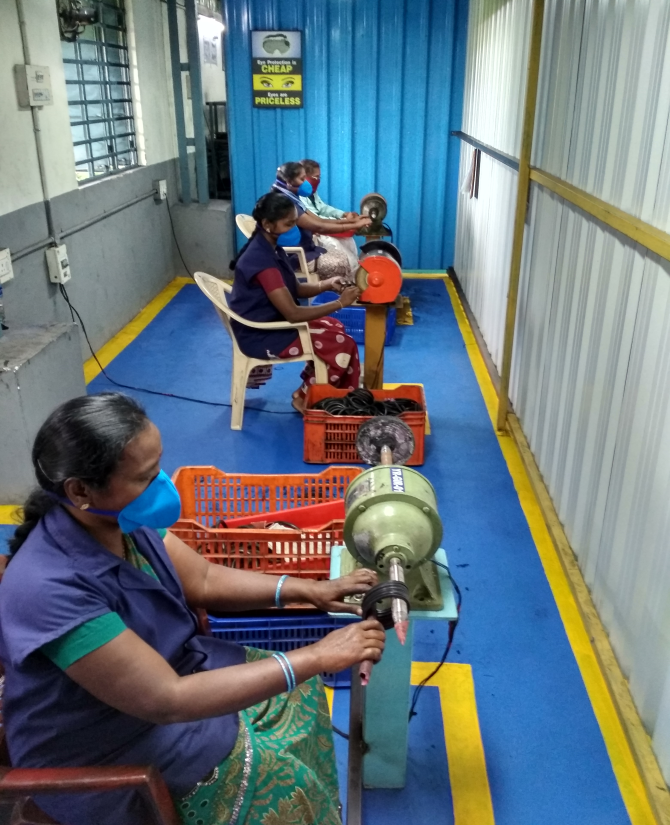 Eye Protection is
CHEAP
Eyes are
PRICELESS